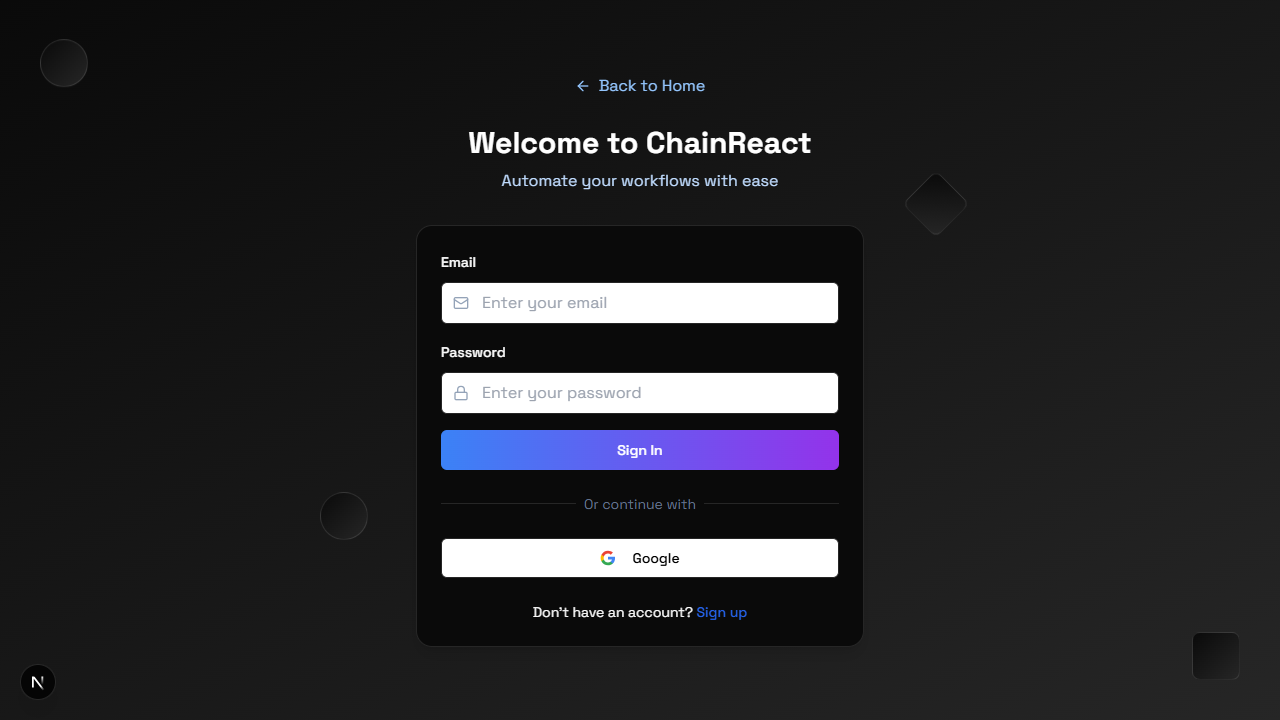 Back to Home
Welcome to ChainReact
Automate your workflows with ease
Email
Enter your email
Password
Enter your password
Sign In
Or continue with
Google
Don't have an account? Sign up
N